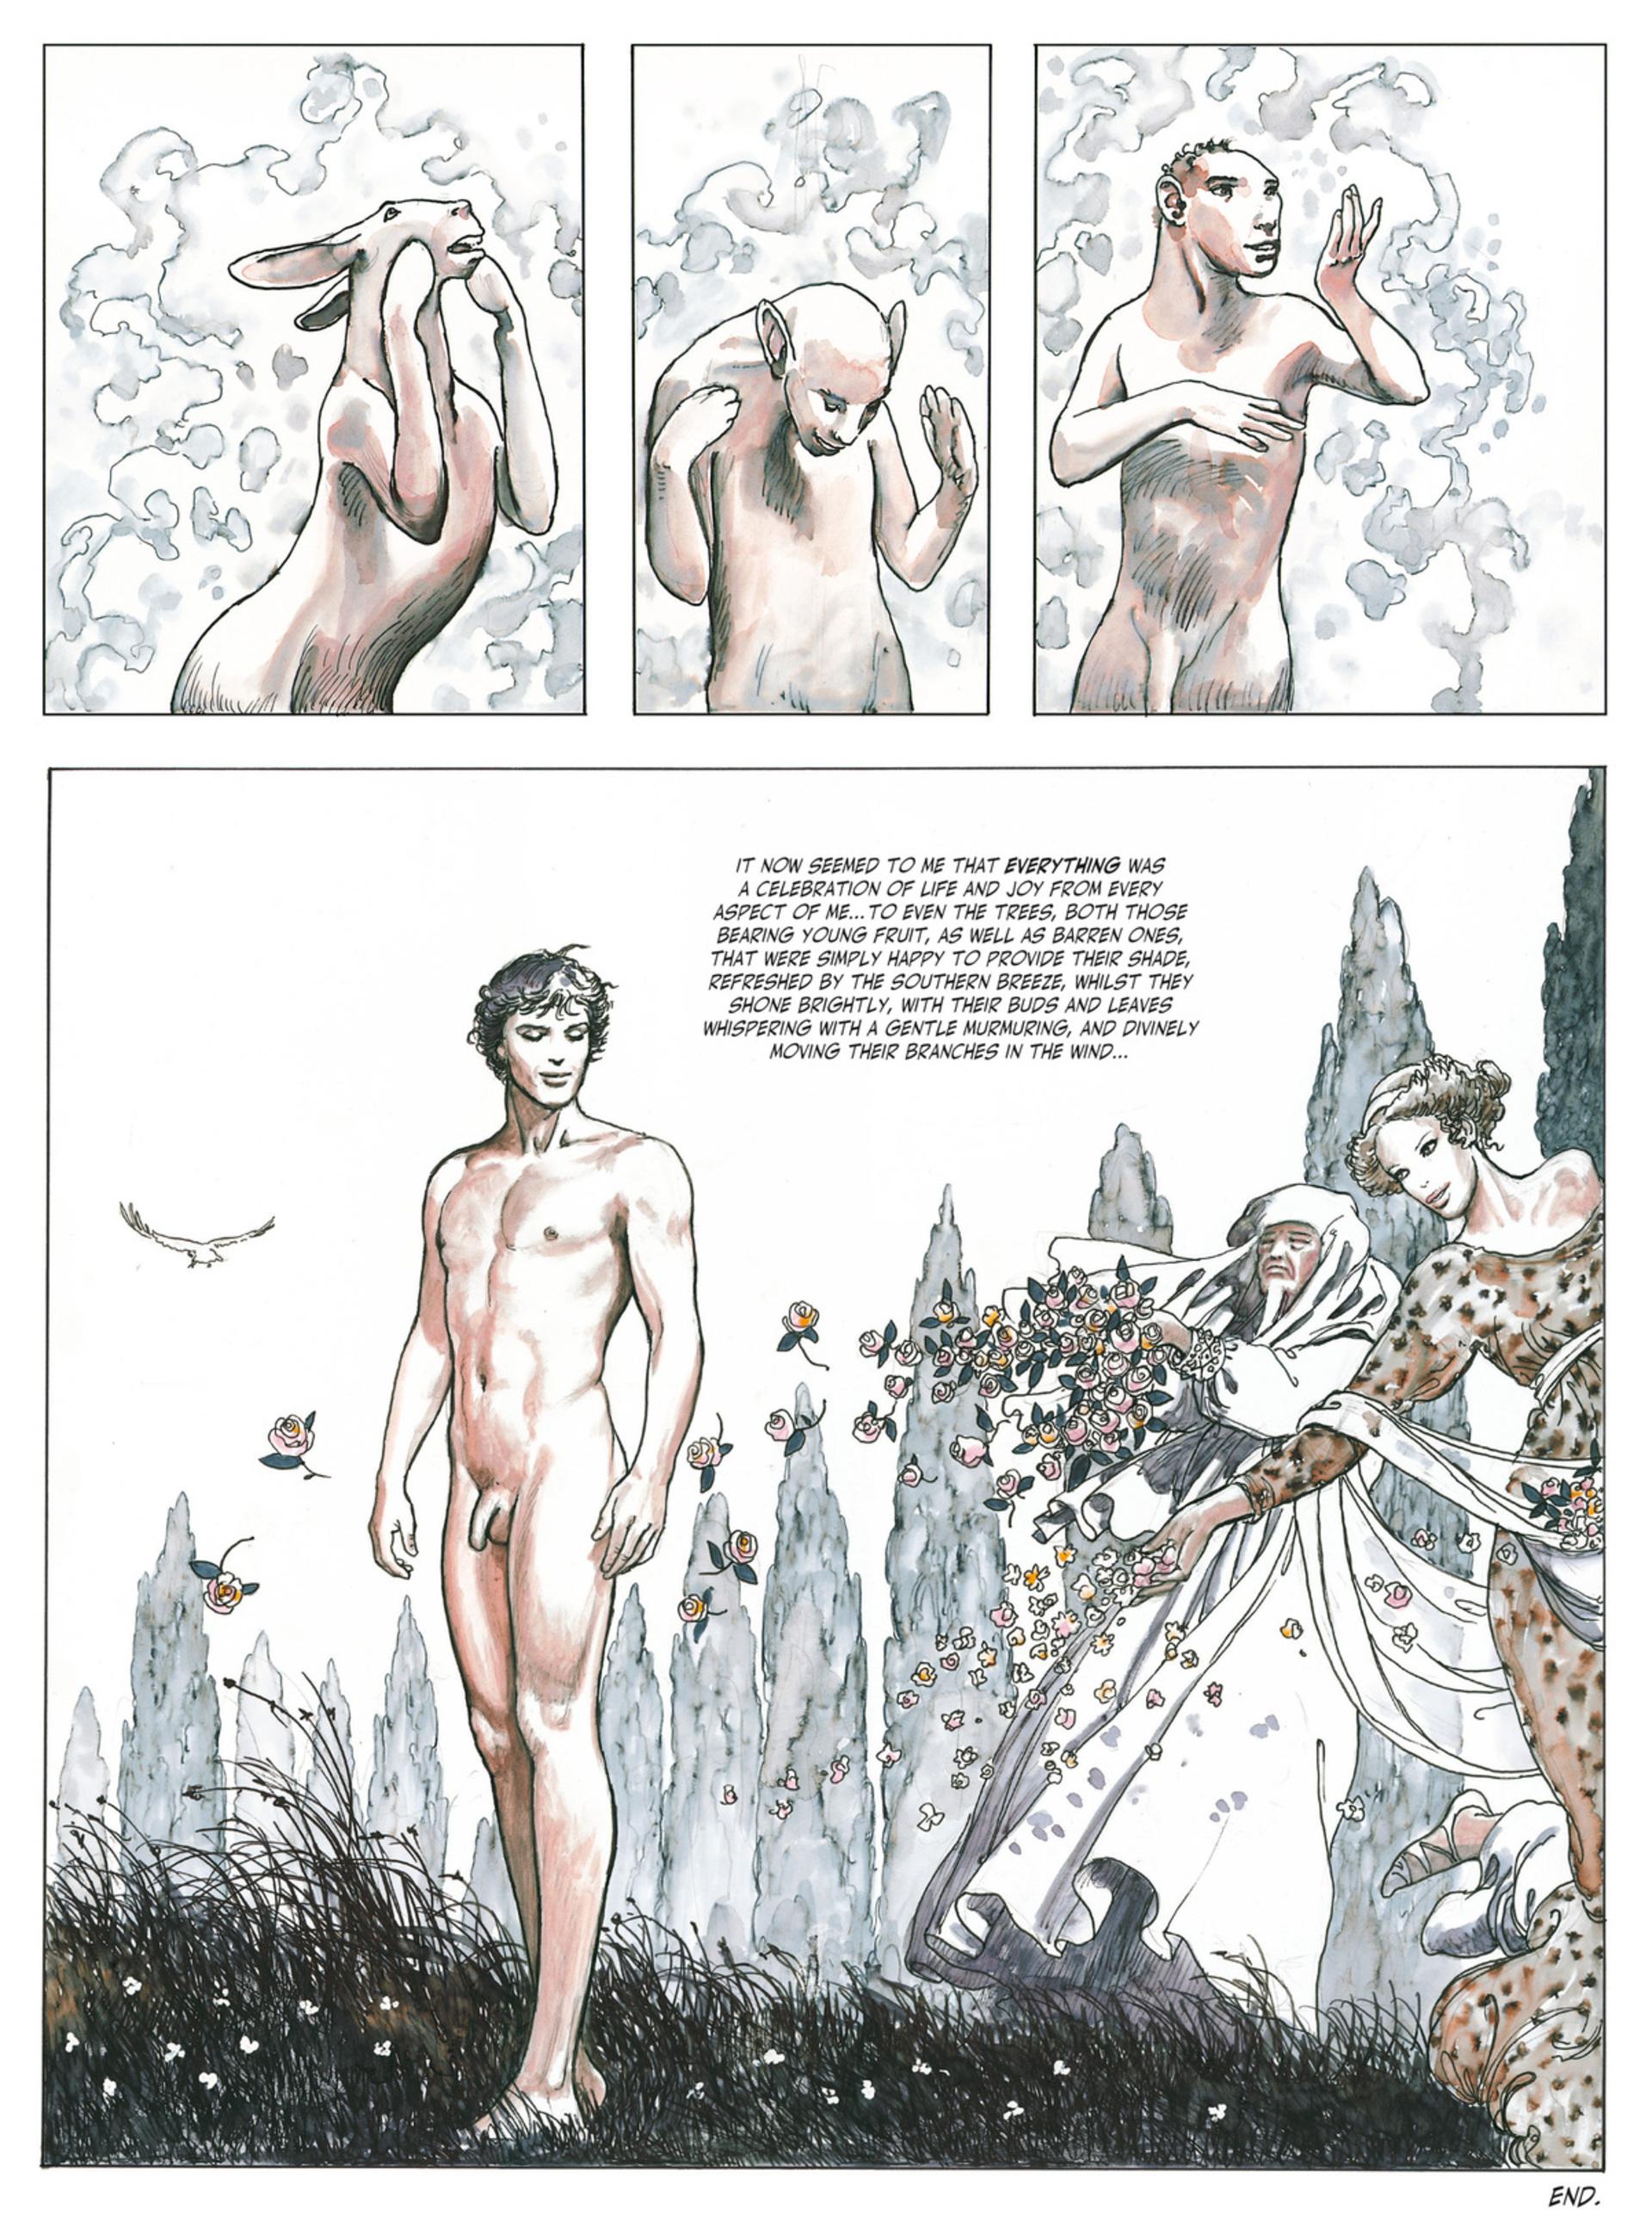 IT NOW SEEMED TO ME THAT EVERYTHING WAS
A CELEBRATION OF LIFE AND JOY FROM EVERY
ASPECT OF ME... TO EVEN THE TREES, BOTH THOSE
BEARING YOUNG FRUIT, AS WELL AS BARREN ONES,
THAT WERE SIMPLY HAPPY TO PROVIDE THEIR SHADE,
REFRESHED BY THE SOUTHERN BREEZE, WHILST THEY
SHONE BRIGHTLY, WITH THEIR BUDS AND LEAVES
WHISPERING WITH A GENTLE MURMURING, AND DIVINELY
MOVING THEIR BRANCHES IN THE WIND...
END.